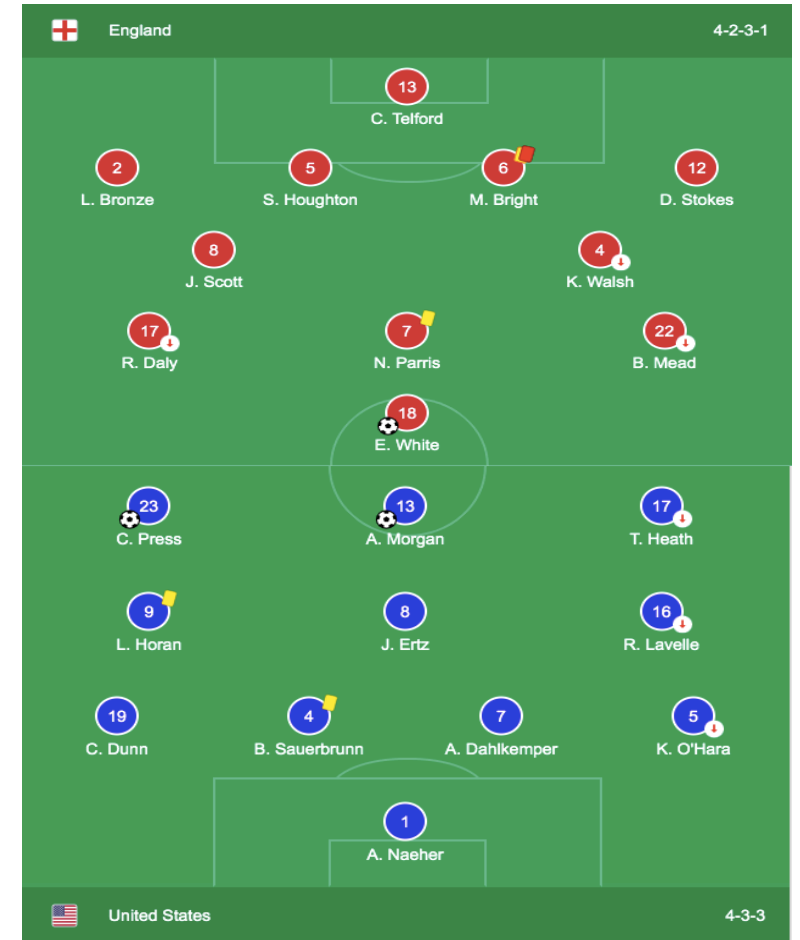 England 4-2-3-1
13
C. Telford
2 5 6 12
L. Bronze S. Houghton M. Bright D. Stokes
8 4
J. Scott K. Walsh
17 7 22
R. Daly N. Parris B. Mead
18
E. White
23 13 17
C. Press A. Morgan T. Heath
9 8 16
L. Horan J. Ertz R. Lavelle
19 4 7 5
C. Dunn B. Sauerbrunn A. Dahlkemper K. O'Hara
1
A. Naeher
United States 4-3-3